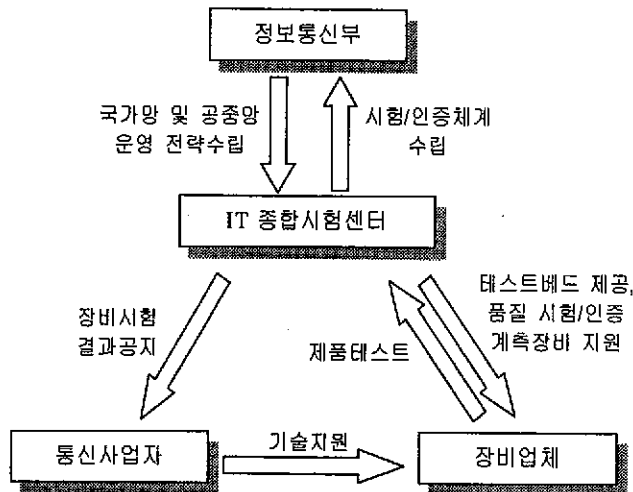 정보통신부
국가망 및 공중망
운영 전략수립
시험/인증체계
수립
IT 종합시험센터
장비시험
결과공지
제품테스트
테스트베드 제공,
품질 시험/인증
계측장비 지원
통신사업자
기술지원
장비업체